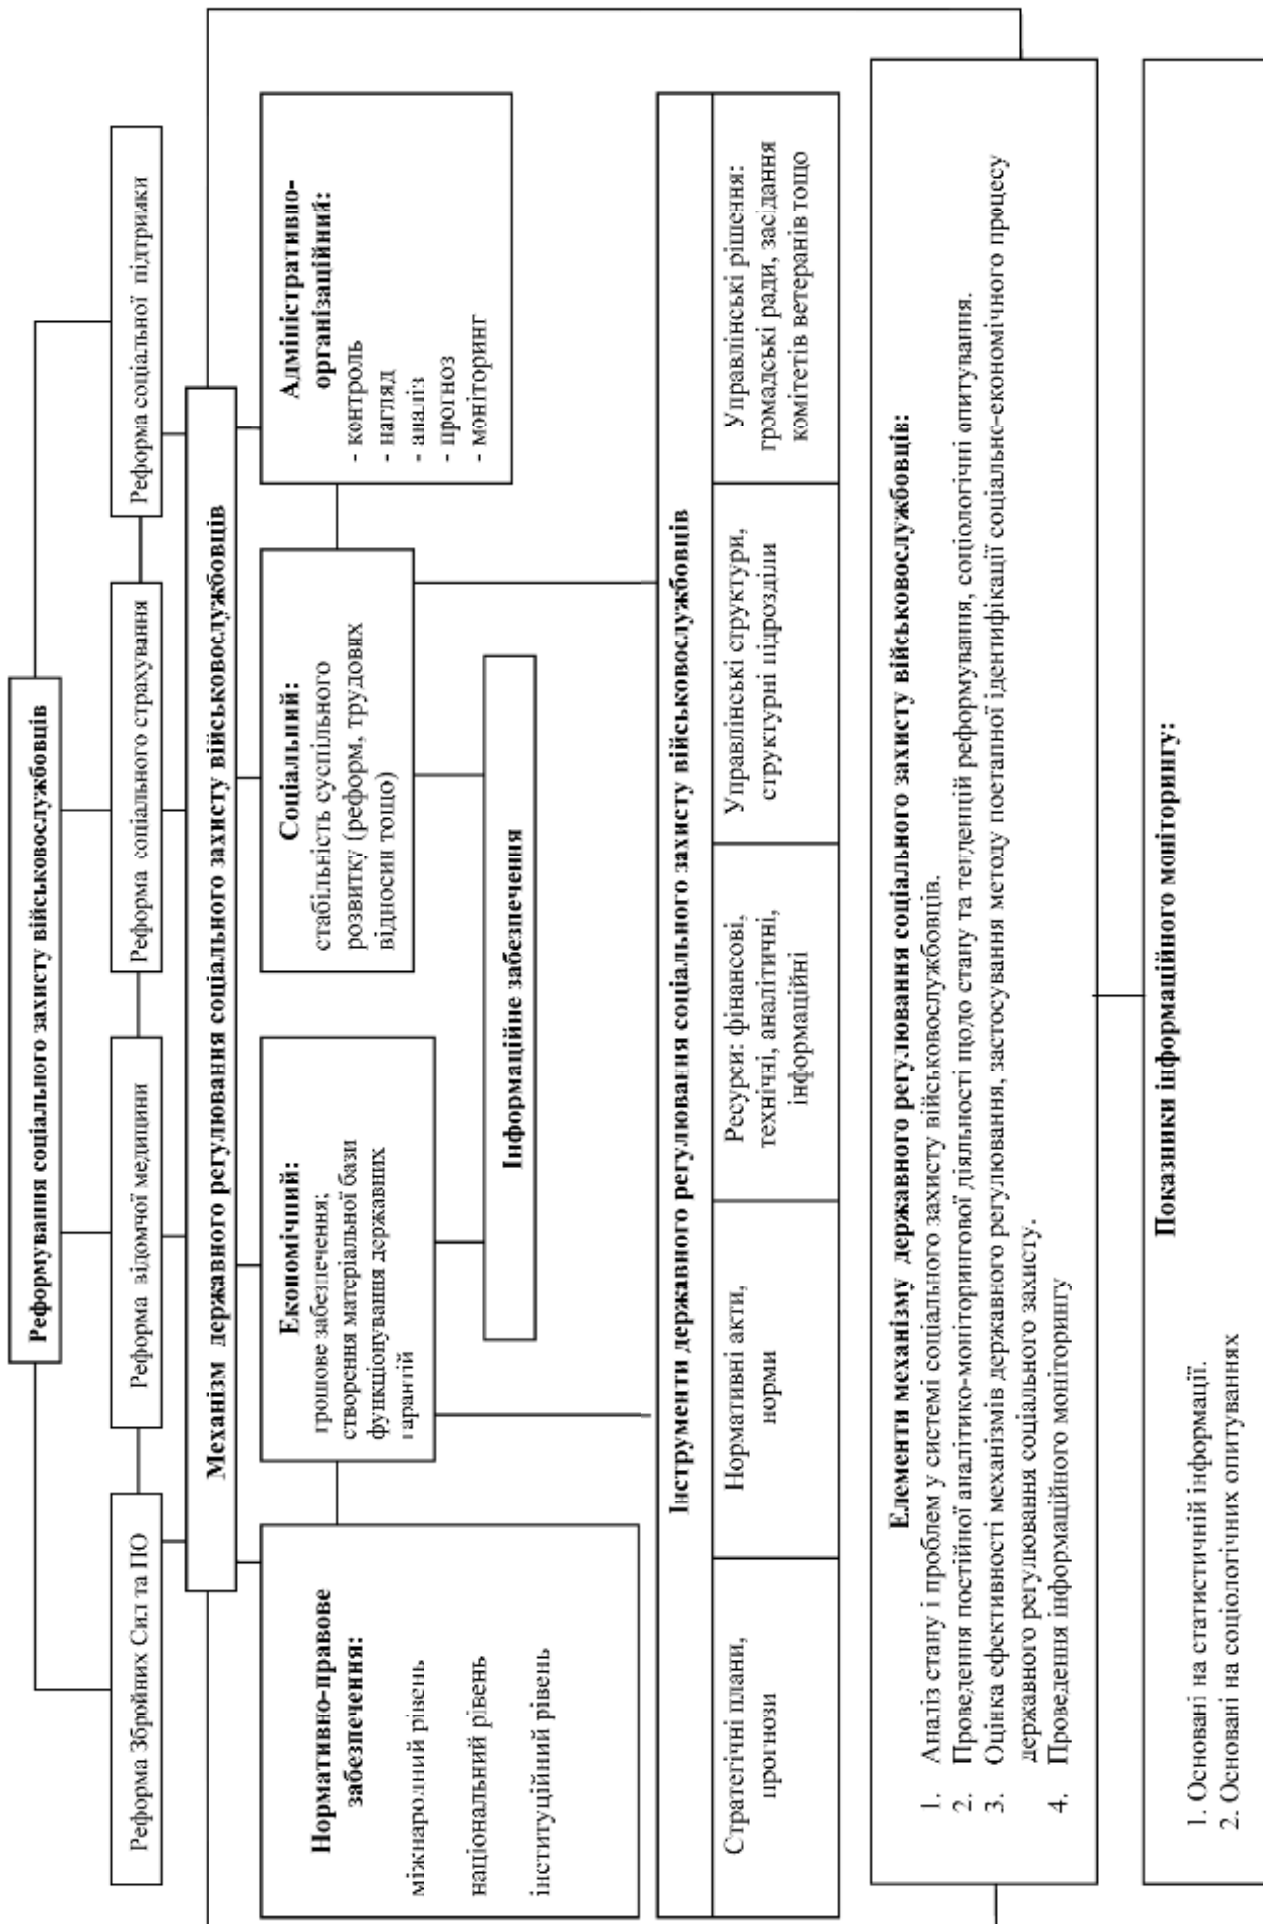 Реформування соціального захисту військовослужбовців
Реформа Збройних Сил та ПО
Реформа відомчої медицини
Реформа соціального страхування
Реформа соціальної підтримки
Механізм державного регулювання соціального захисту військовослужбовців
Нормативно-правове
забезпечення:
міжнародний рівень
національний рівень
інституційний рівень
Економічний:
грошове забезпечення;
створення матеріальної бази
функціонування державних
гарантій
Соціальний:
стабільність суспільного
розвитку (реформ, трудових
відносин тощо)
Адміністративно-
організаційний:
- контроль
- нагляд
- аналіз
- прогноз
- моніторинг
Інформаційне забезпечення
Інструменти державного регулювання соціального захисту військовослужбовців
Стратегічні плани,
прогнози
Нормативні акти,
норми
Ресурси: фінансові,
технічні, аналітичні,
інформаційні
Управлінські структури,
структурні підрозділи
Управлінські рішення:
громадські ради, засідання
комітетів ветеранів тощо
Елементи механізму державного регулювання соціального захисту військовослужбовців:
1. Аналіз стану і проблем у системі соціального захисту військовослужбовців.
2. Проведення постійної аналітико-моніторингової діяльності щодо стану та тенденцій реформування, соціологічні опитування.
3. Оцінка ефективності механізмів державного регулювання, застосування методу поетапної ідентифікації соціально-економічного процесу
державного регулювання соціального захисту.
4. Проведення інформаційного моніторингу
Показники інформаційного моніторингу:
1. Основані на статистичній інформації.
2. Основані на соціологічних опитуваннях